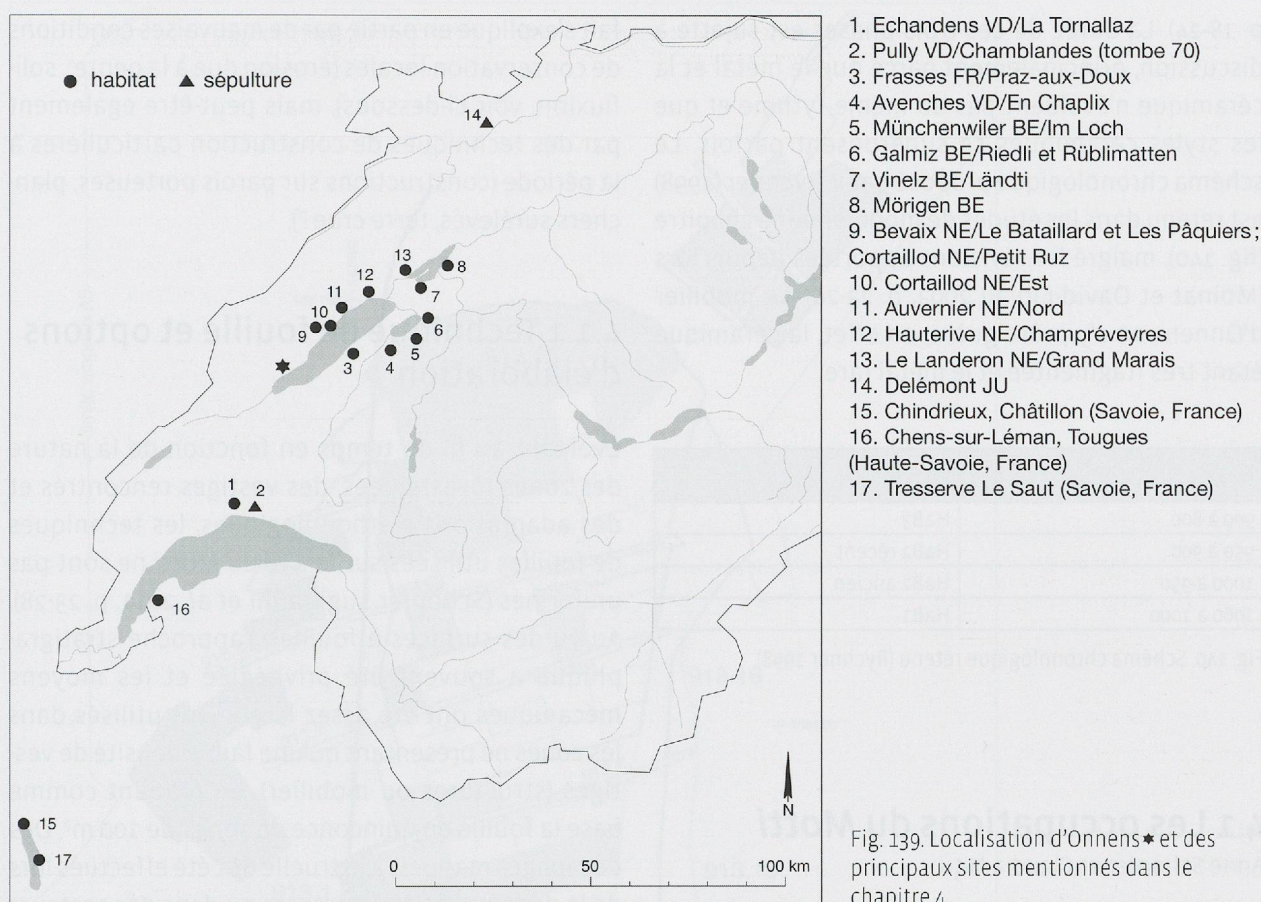 ● habitat ▲ sépulture
14
13
8
12
7
11
10
6
9
5
3
4
1
2
16
15
17
N
0 50 100 km
1. Echandens VD/La Tornallaz
2. Pully VD/Chamblandes (tombe 70)
3. Frasses FR/Praz-aux-Doux
4. Avenches VD/En Chaplix
5. Münchenwiler BE/Im Loch
6. Galmiz BE/Riedli et Rüblimatten
7. Vinelz BE/Ländti
8. Mörigen BE
9. Bevaix NE/Le Bataillard et Les Pâquiers;
Cortaillod NE/Petit Ruz
10. Cortaillod NE/Est
11. Auvernier NE/Nord
12. Hauterive NE/Champréveyres
13. Le Landeron NE/Grand Marais
14. Delémont JU
15. Chindrieux, Châtillon (Savoie, France)
16. Chens-sur-Léman, Tougues
(Haute-Savoie, France)
17. Tresserve Le Saut (Savoie, France)
Fig. 139. Localisation d'Onnens ★ et des
principaux sites mentionnés dans le
chapitre 4.